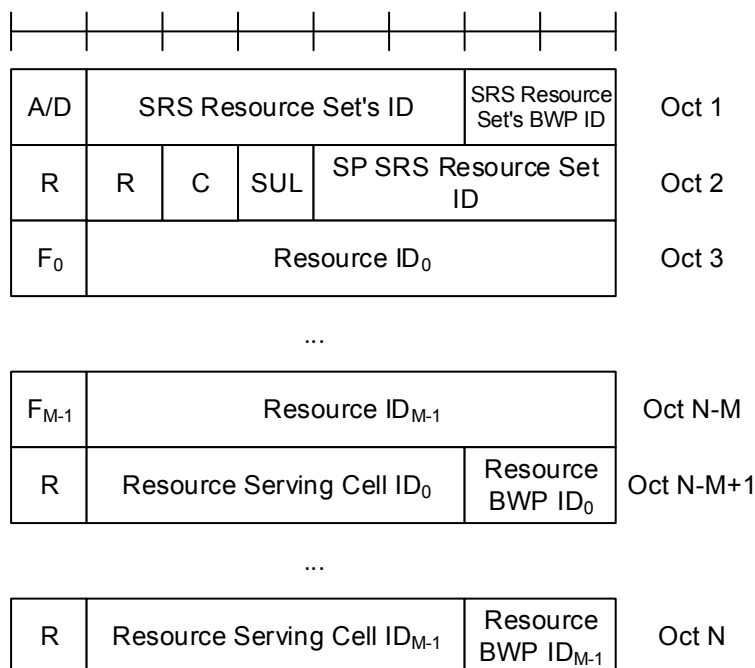 A/D SRS Resource Set's ID SRS Resource Set's BWP ID Oct 1
R R C SUL SP SRS Resource Set ID Oct 2
F0 Resource ID0 Oct 3
...
FM-1 Resource IDM-1 Oct N-M
R Resource Serving Cell ID0 Resource BWP ID0 Oct N-M+1
...
R Resource Serving Cell IDM-1 Resource BWP IDM-1 Oct N